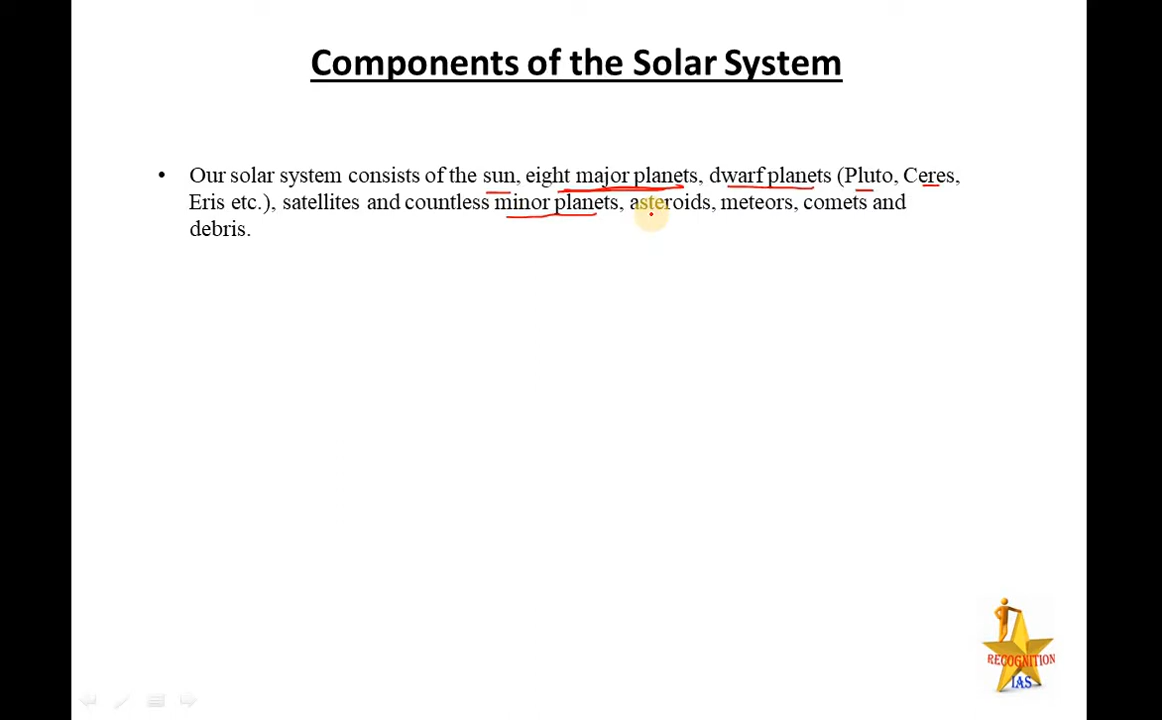 Components of the Solar System
• Our solar system consists of the sun, eight major planets, dwarf planets (Pluto, Ceres,
Eris etc.), satellites and countless minor planets, asteroids, meteors, comets and
debris.
RECOGNITION
IAS